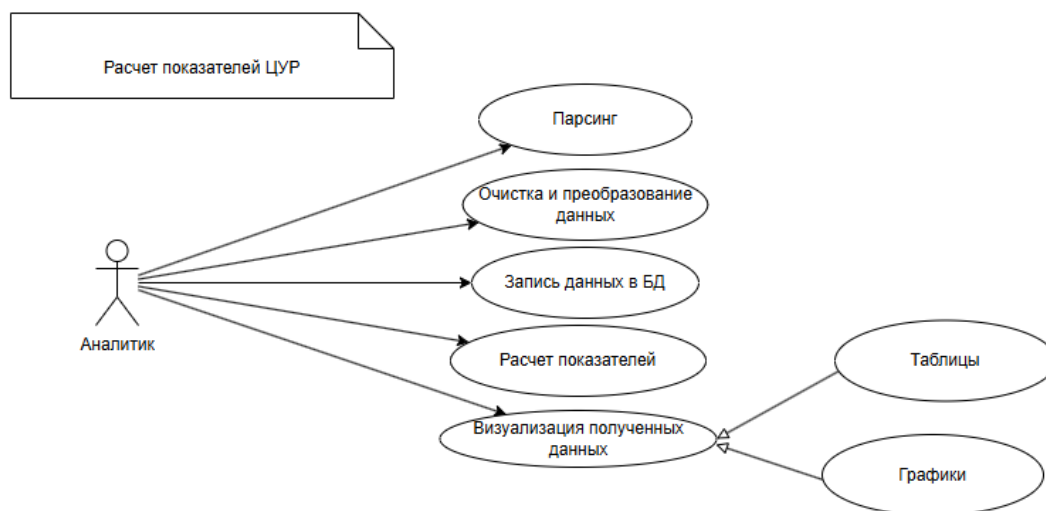 Расчет показателей ЦУР
Парсинг
Очистка и преобразование
данных
Запись данных в БД
Аналитик
Расчет показателей
Таблицы
Визуализация полученных
данных
Графики